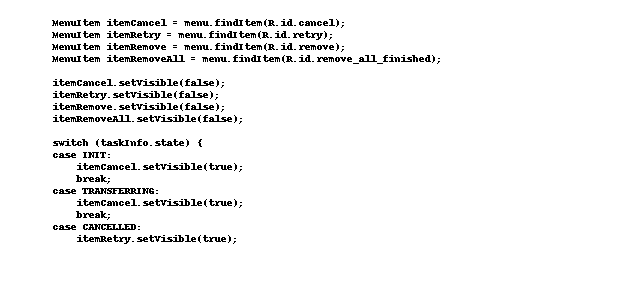 MenuItem itemCancel = menu.findItem(R.id.cancel);
MenuItem itemRetry = menu.findItem(R.id.retry);
MenuItem itemRemove = menu.findItem(R.id.remove);
MenuItem itemRemoveAll = menu.findItem(R.id.remove_all_finished);

itemCancel.setVisible(false);
itemRetry.setVisible(false);
itemRemove.setVisible(false);
itemRemoveAll.setVisible(false);

switch (taskInfo.state) {
case INIT:
    itemCancel.setVisible(true);
    break;
case TRANSFERRING:
    itemCancel.setVisible(true);
    break;
case CANCELLED:
    itemRetry.setVisible(true);